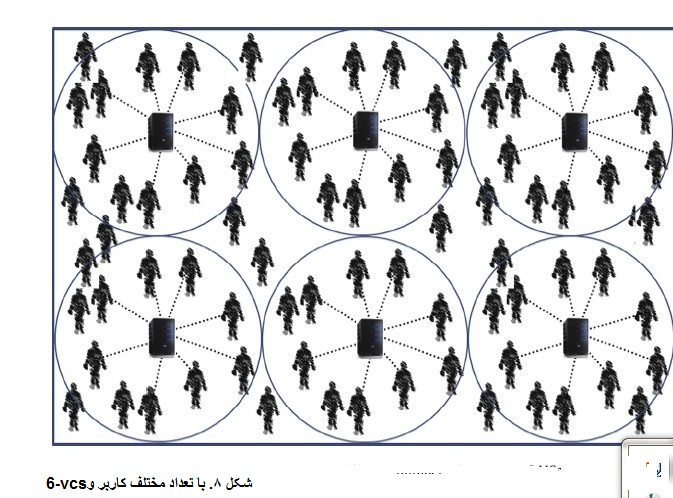 شکل ۸. با تعداد مختلف کاربر و6-vcs